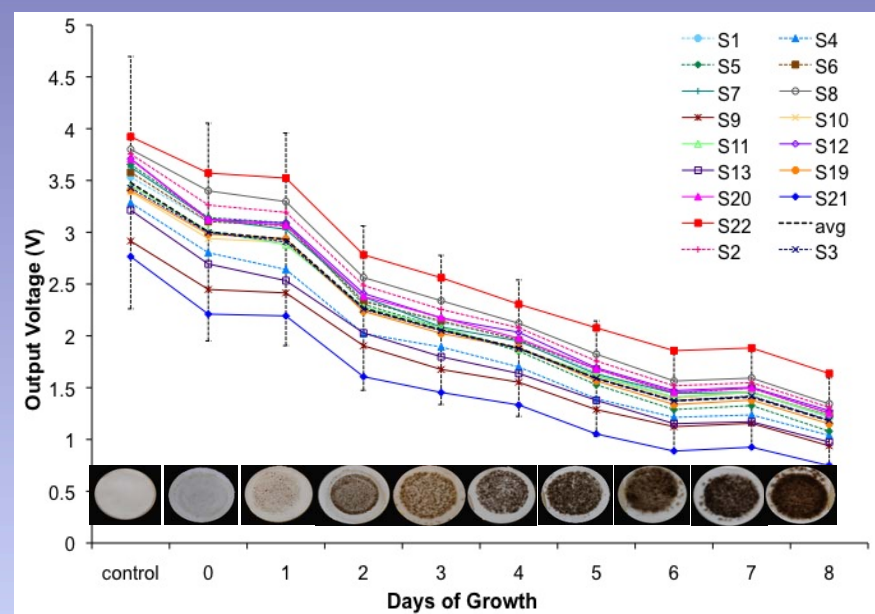 5
4.5
4
3.5
3
2.5
2
1.5
1
0.5
0
Output Voltage (V)
S1 S4
S5 S6
S7 S8
S9 S10
S11 S12
S13 S19
S20 S21
S22 avg
S2 S3
control 0 1 2 3 4 5 6 7 8
Days of Growth